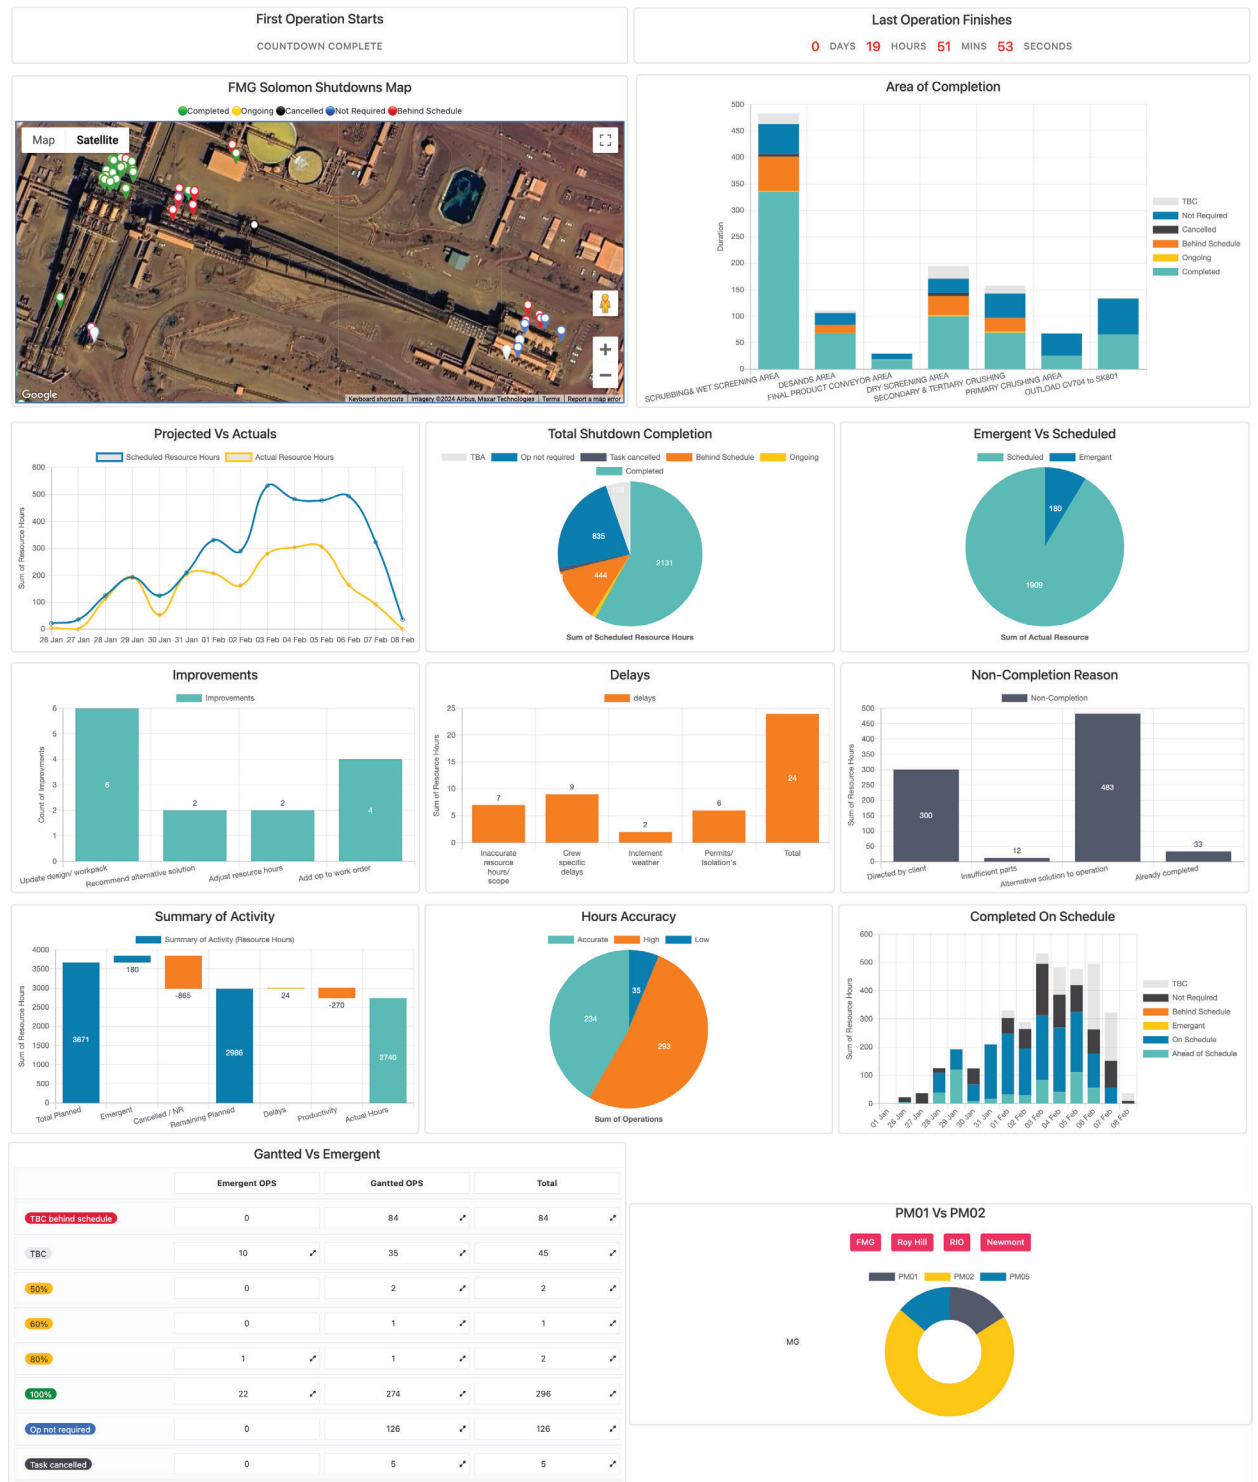 First Operation Starts
COUNTDOWN COMPLETE
Last Operation Finishes
0 DAYS 19 HOURS 51 MINS 53 SECONDS
FMG Solomon Shutdowns Map
Completed Ongoing Cancelled Not Required Behind Schedule
Map Satellite
Google
Keyboard shortcuts Imagery ©2024 Airbus, Maxar Technologies Terms Report a map error
Area of Completion
Duration
500
450
400
350
300
250
200
150
100
50
0
SCRUBBING& WET SCREENING AREA
DESANDS AREA
FINAL PRODUCT CONVEYOR AREA
DRY SCREENING AREA
SECONDARY & TERTIARY CRUSHING
PRIMARY CRUSHING AREA
OUTLOAD CV704 to SK801
TBC
Not Required
Cancelled
Behind Schedule
Ongoing
Completed
Projected Vs Actuals
Scheduled Resource Hours Actual Resource Hours
Sum of Resource Hours
600
500
400
300
200
100
0
26 Jan 27 Jan 28 Jan 29 Jan 30 Jan 31 Jan 01 Feb 02 Feb 03 Feb 04 Feb 05 Feb 06 Feb 07 Feb 08 Feb
Total Shutdown Completion
TBA Op not required Task cancelled Behind Schedule Ongoing
Completed
835
444
2131
Sum of Scheduled Resource Hours
Emergent Vs Scheduled
Scheduled Emergant
180
1909
Sum of Actual Resource
Improvements
Improvements
Count of Improvments
6
5
4
3
2
1
0
6
2
2
4
Update design/ workpack
Recommend alternative solution
Adjust resource hours
Add op to work order
Delays
delays
Sum of Resource Hours
25
20
15
10
5
0
7
9
2
6
24
Inaccurate resource hours/ scope
Crew specific delays
Inclement weather
Permits/ Isolation's
Total
Non-Completion Reason
Non-Completion
Sum of Resource Hours
500
450
400
350
300
250
200
150
100
50
0
300
12
483
33
Directed by client
Insufficient parts
Alternative solution to operation
Already completed
Summary of Activity
Summary of Activity (Resource Hours)
Sum of Resource Hours
4000
3500
3000
2500
2000
1500
1000
500
0
3671
180
-865
2986
24
-270
2740
Total Planned
Emergent
Cancelled / NR
Remaining Planned
Delays
Productivity
Actual Hours
Hours Accuracy
Accurate High Low
35
234
293
Sum of Operations
Completed On Schedule
Sum of Resource Hours
600
500
400
300
200
100
0
01 Jan
26 Jan
27 Jan
28 Jan
29 Jan
30 Jan
31 Jan
01 Feb
02 Feb
03 Feb
04 Feb
05 Feb
06 Feb
07 Feb
08 Feb
TBC
Not Required
Behind Schedule
Emergant
On Schedule
Ahead of Schedule
Gantted Vs Emergent
Emergent OPS Gantted OPS Total
TBC behind schedule 0 84 84
TBC 10 35 45
50% 0 2 2
60% 0 1 1
80% 1 1 2
100% 22 274 296
Op not required 0 126 126
Task cancelled 0 5 5
PM01 Vs PM02
FMG Roy Hill RIO Newmont
PM01 PM02 PM05
MG